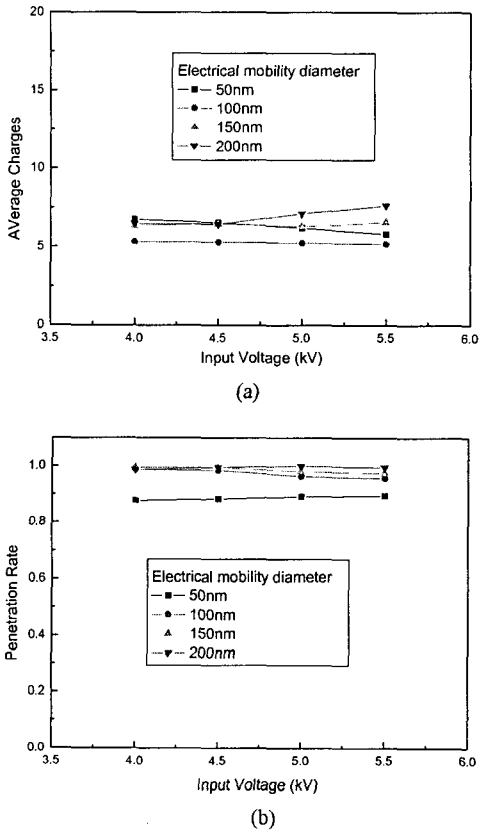 20
15
10
5
0
AVerage Charges
Electrical mobility diameter
50nm
100nm
150nm
200nm
3.5 4.0 4.5 5.0 5.5 6.0
Input Voltage (kV)
(a)
1.0
0.8
0.6
0.4
0.2
0.0
Penetration Rate
Electrical mobility diameter
50nm
100nm
150nm
200nm
3.5 4.0 4.5 5.0 5.5 6.0
Input Voltage (kV)
(b)